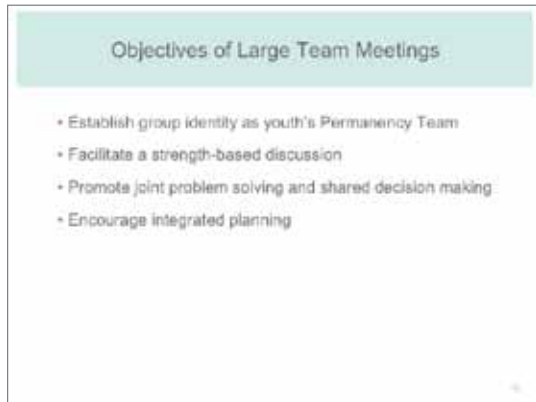 Objectives of Large Team Meetings
• Establish group identity as youth's Permanency Team
• Facilitate a strength-based discussion
• Promote joint problem solving and shared decision making
• Encourage integrated planning